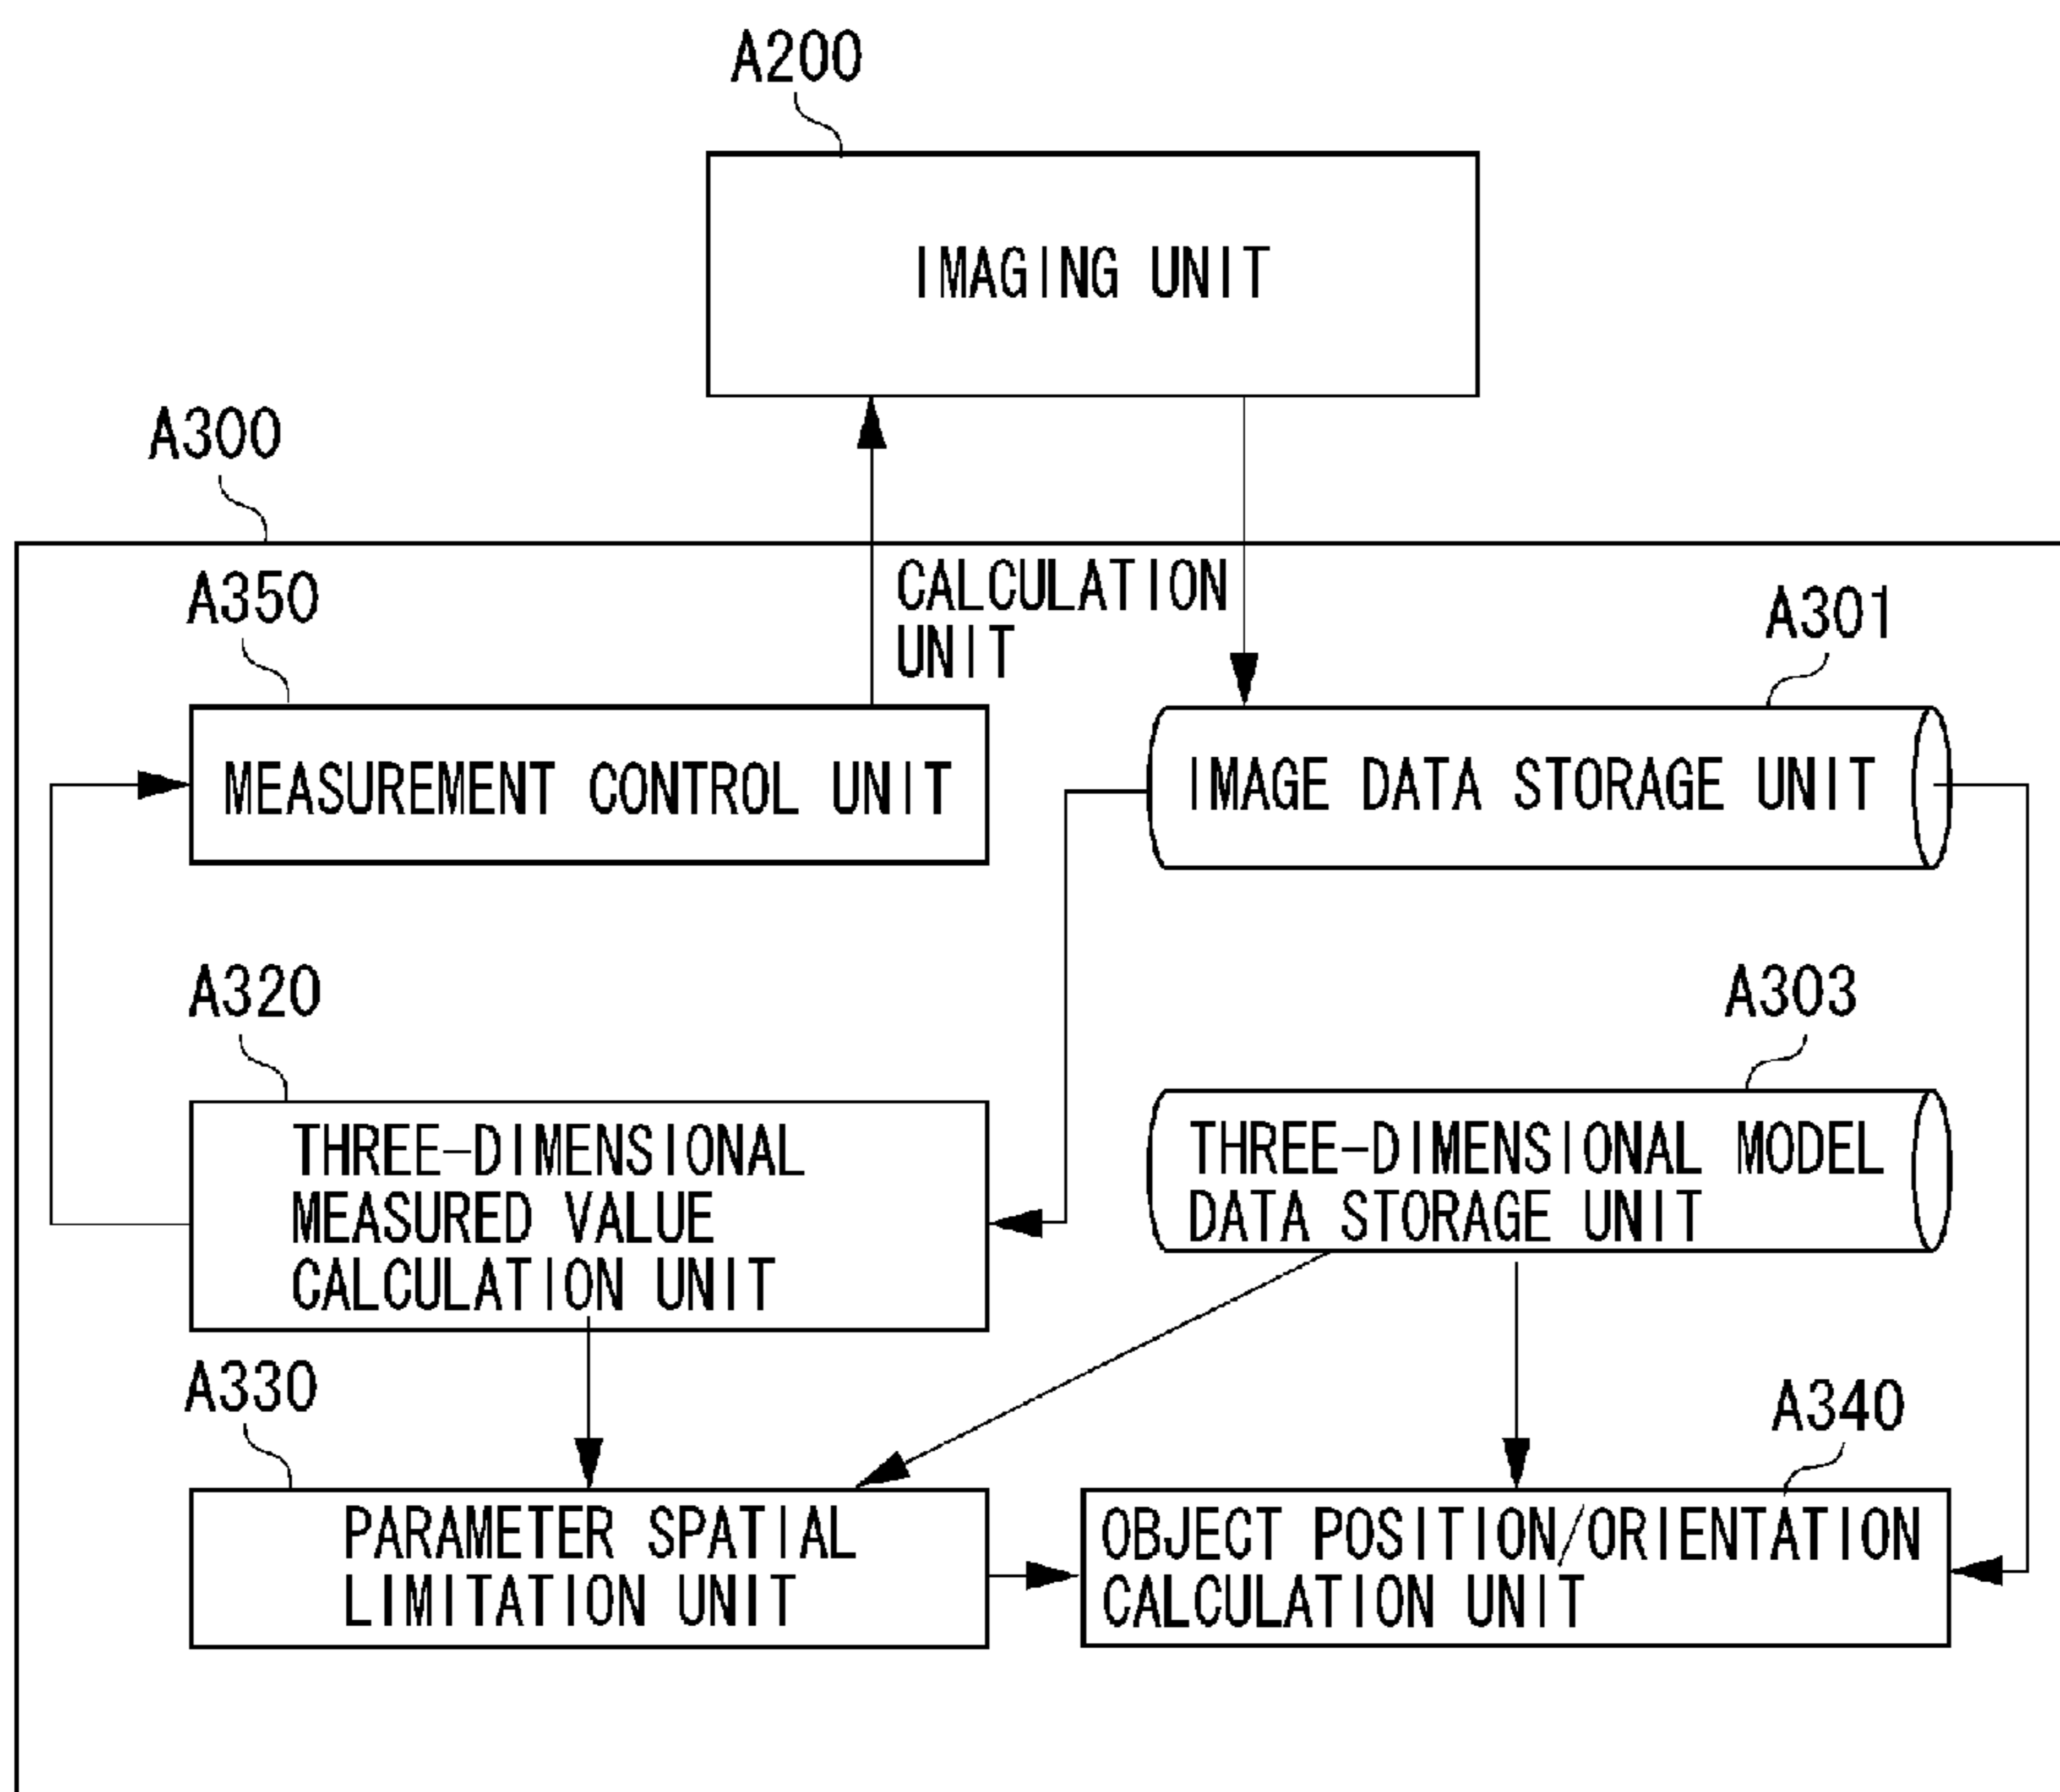 A200
IMAGING UNIT
A300
CALCULATION
UNIT
A350
MEASUREMENT CONTROL UNIT
A301
IMAGE DATA STORAGE UNIT
A320
THREE-DIMENSIONAL
MEASURED VALUE
CALCULATION UNIT
A303
THREE-DIMENSIONAL MODEL
DATA STORAGE UNIT
A330
PARAMETER SPATIAL
LIMITATION UNIT
A340
OBJECT POSITION/ORIENTATION
CALCULATION UNIT